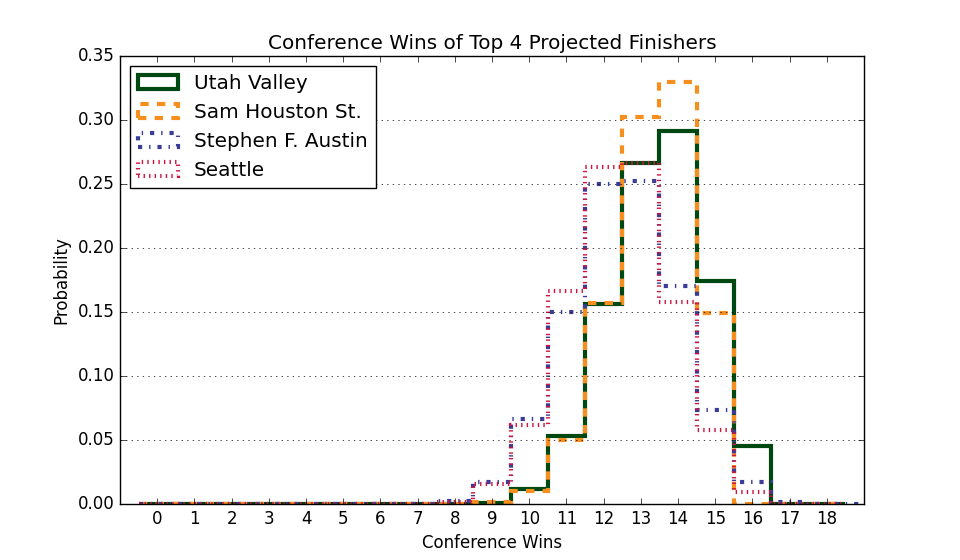 Conference Wins of Top 4 Projected Finishers
0.35
0.30
0.25
0.20
0.15
0.10
0.05
0.00
Probability
Utah Valley
Sam Houston St.
Stephen F. Austin
Seattle
0 1 2 3 4 5 6 7 8 9 10 11 12 13 14 15 16 17 18
Conference Wins